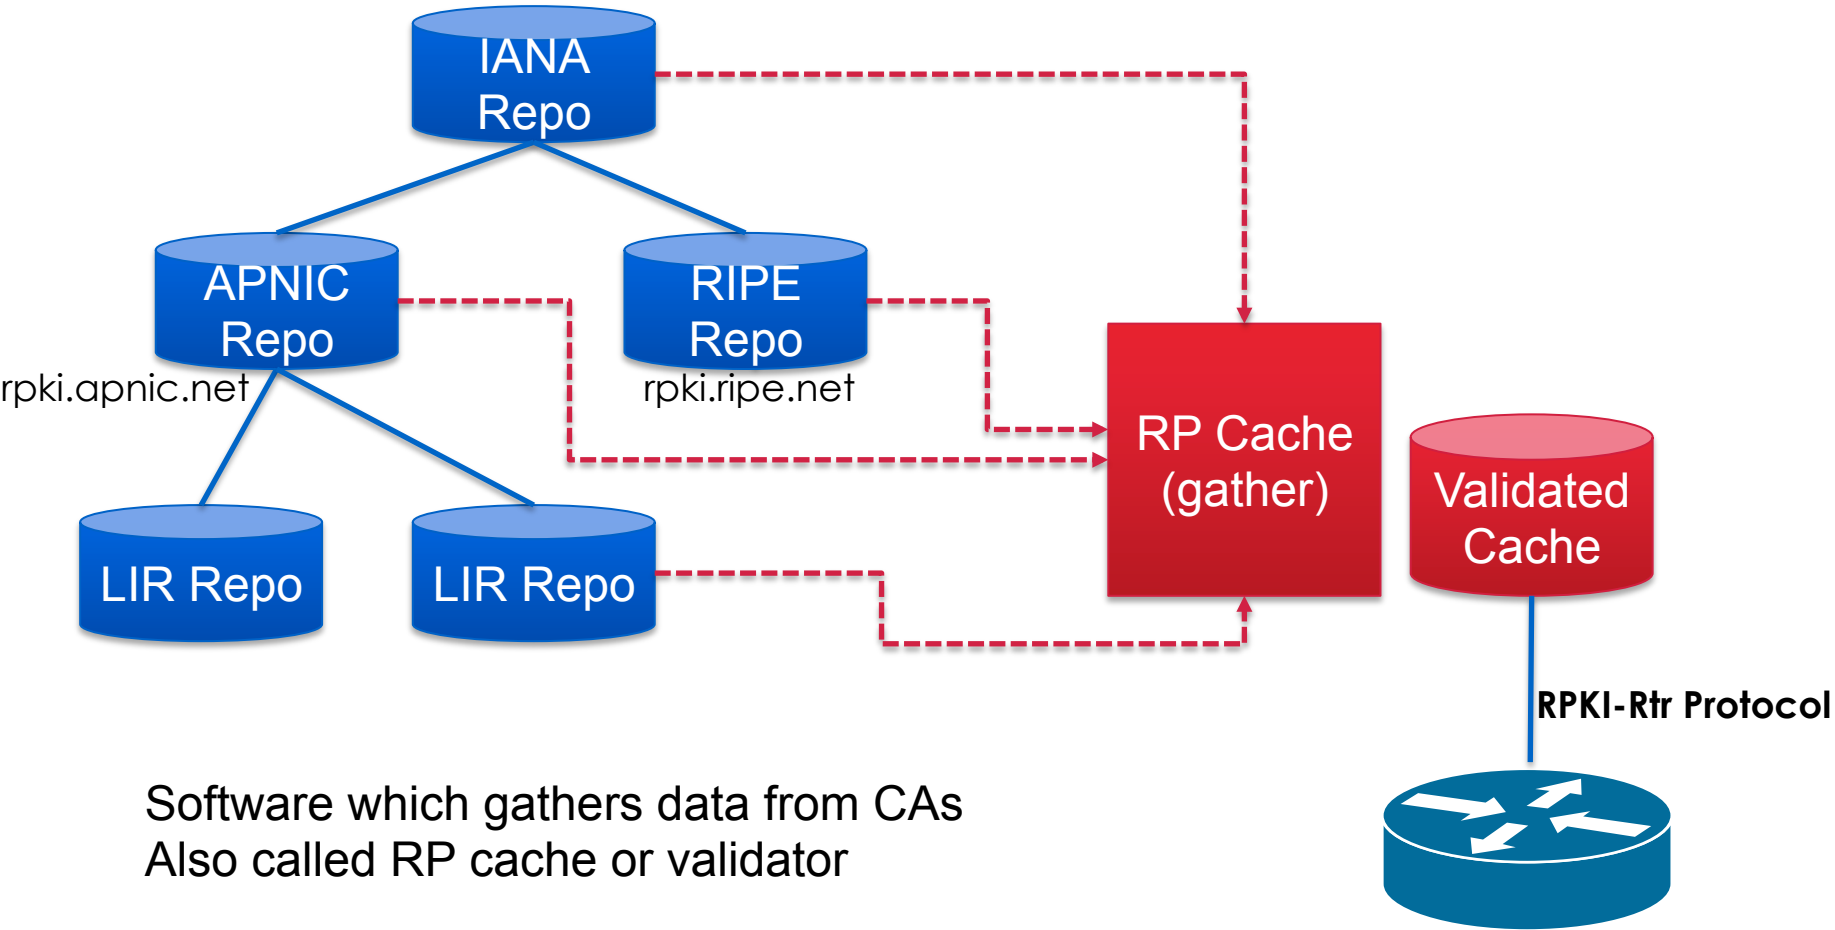 IANA
Repo
APNIC
Repo
RIPE
Repo
rpki.apnic.net
rpki.ripe.net
RP Cache
(gather)
Validated
Cache
LIR Repo
LIR Repo
RPKI-Rtr Protocol
Software which gathers data from CAs
Also called RP cache or validator